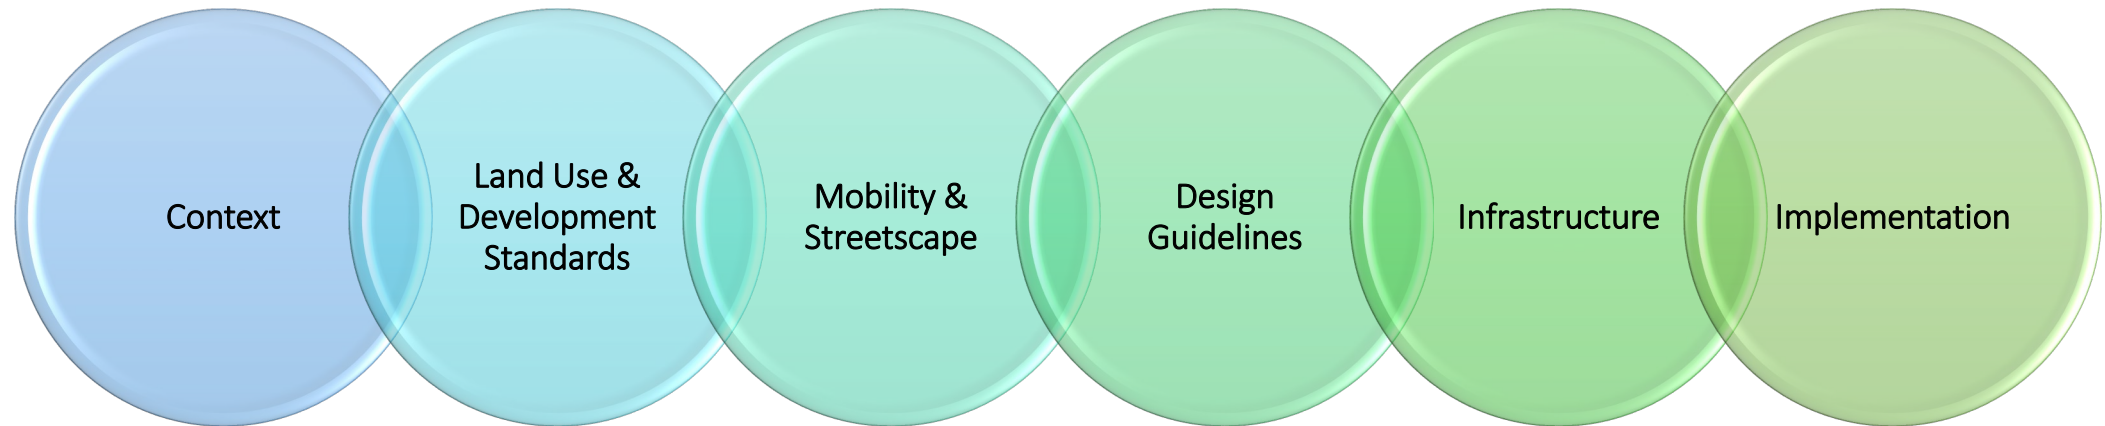 Context
Land Use &
Development
Standards
Mobility &
Streetscape
Design
Guidelines
Infrastructure
Implementation